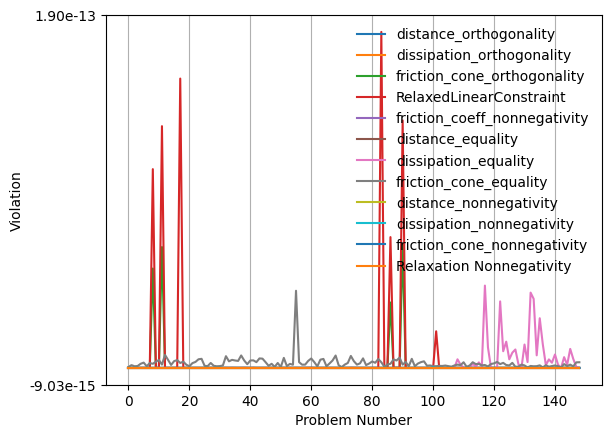 1.90e-13
distance_orthogonality
dissipation_orthogonality
friction_cone_orthogonality
RelaxedLinearConstraint
friction_coeff_nonnegativity
distance_equality
dissipation_equality
friction_cone_equality
distance_nonnegativity
dissipation_nonnegativity
friction_cone_nonnegativity
Relaxation Nonnegativity
Violation
-9.03e-15
0 20 40 60 80 100 120 140
Problem Number